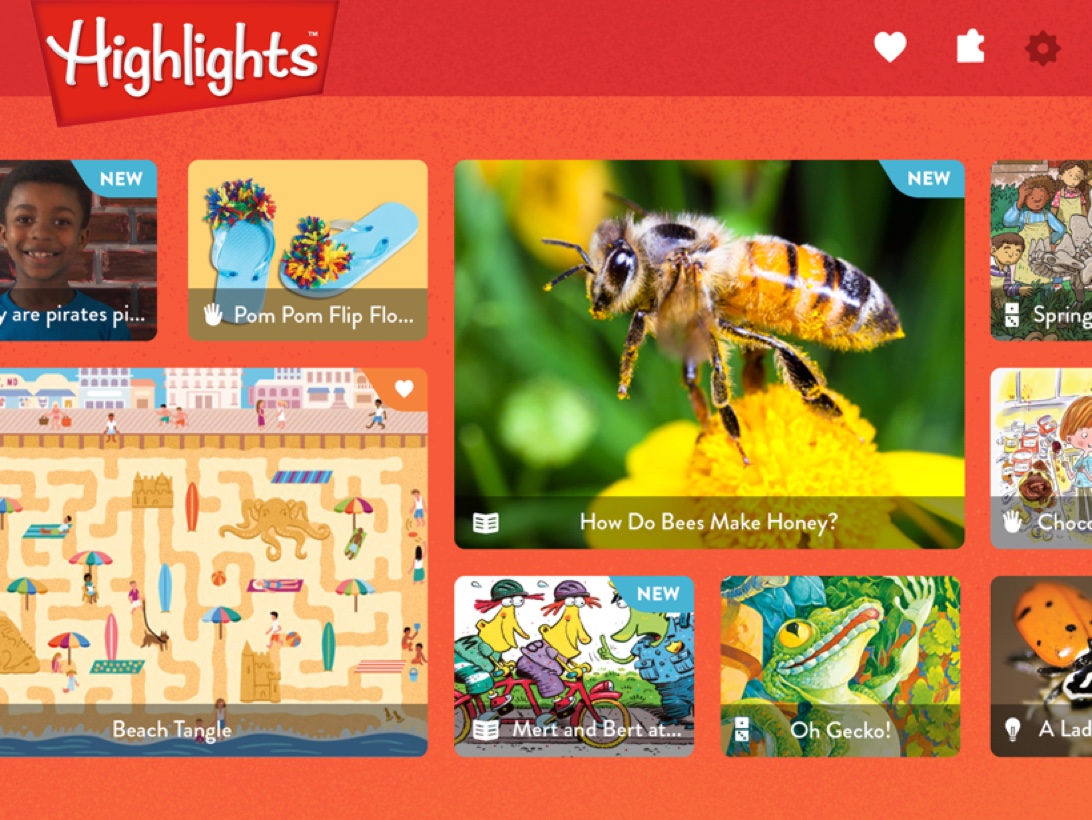 Highlights™
NEW
y are pirates pi...
Pom Pom Flip Flo...
NEW
How Do Bees Make Honey?
Spring
, MD
Beach Tangle
Choco
NEW
Mert and Bert at...
Oh Gecko!
A Lad